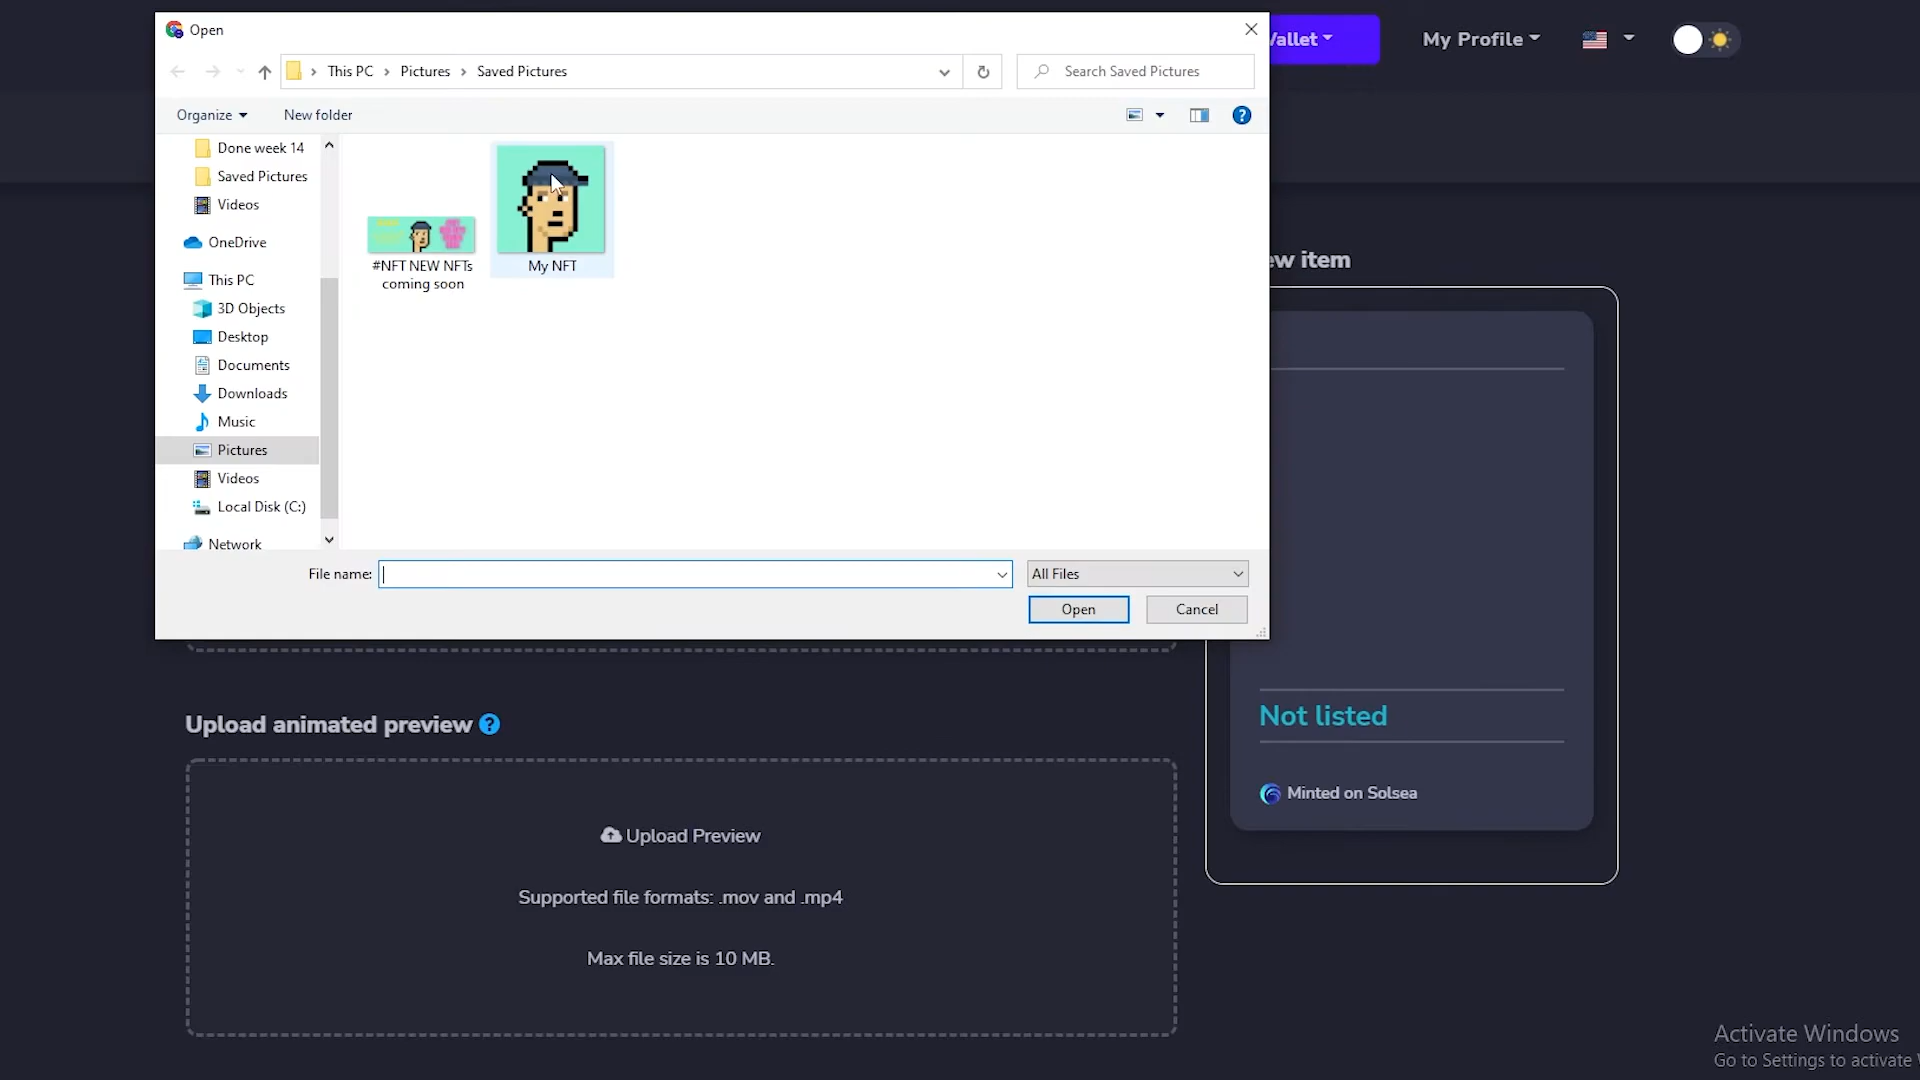 Open
This PC
Pictures
Saved Pictures
Search Saved Pictures
My Profile
Organize
New folder
?
Done week 14
Saved Pictures
Videos
OneDrive
This PC
3D Objects
Desktop
Documents
Downloads
Music
Pictures
Videos
Local Disk (C:)
Network
#NFT NEW NFTs
coming soon
My NFT
File name:
All Files
Open
Cancel
item
Not listed
Minted on Solsea
Upload animated preview ?
Upload Preview
Supported file formats: .mov and .mp4
Max file size is 10 MB.
Activate Windows
Go to Settings to activate